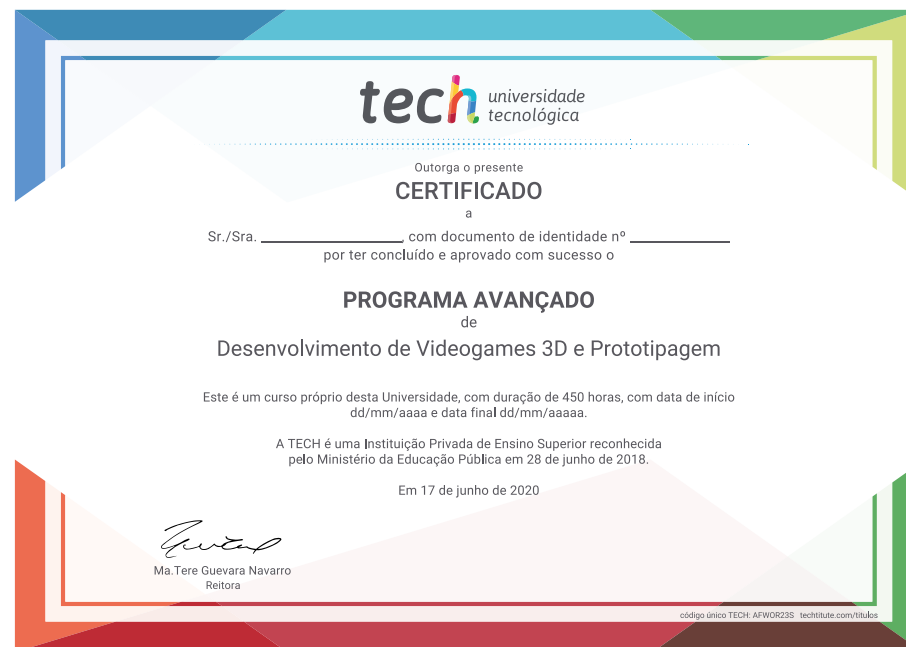 tech universidade
tecnológica
Outorga o presente
CERTIFICADO
a
Sr./Sra. ____________________, com documento de identidade nº ______________
por ter concluído e aprovado com sucesso o
PROGRAMA AVANÇADO
de
Desenvolvimento de Videogames 3D e Prototipagem
Este é um curso próprio desta Universidade, com duração de 450 horas, com data de início
dd/mm/aaaa e data final dd/mm/aaaaa.
A TECH é uma Instituição Privada de Ensino Superior reconhecida
pelo Ministério da Educação Pública em 28 de junho de 2018.
Em 17 de junho de 2020
Ma.Tere Guevara Navarro
Reitora
código único TECH: AFWOR23S techtitute.com/titulos